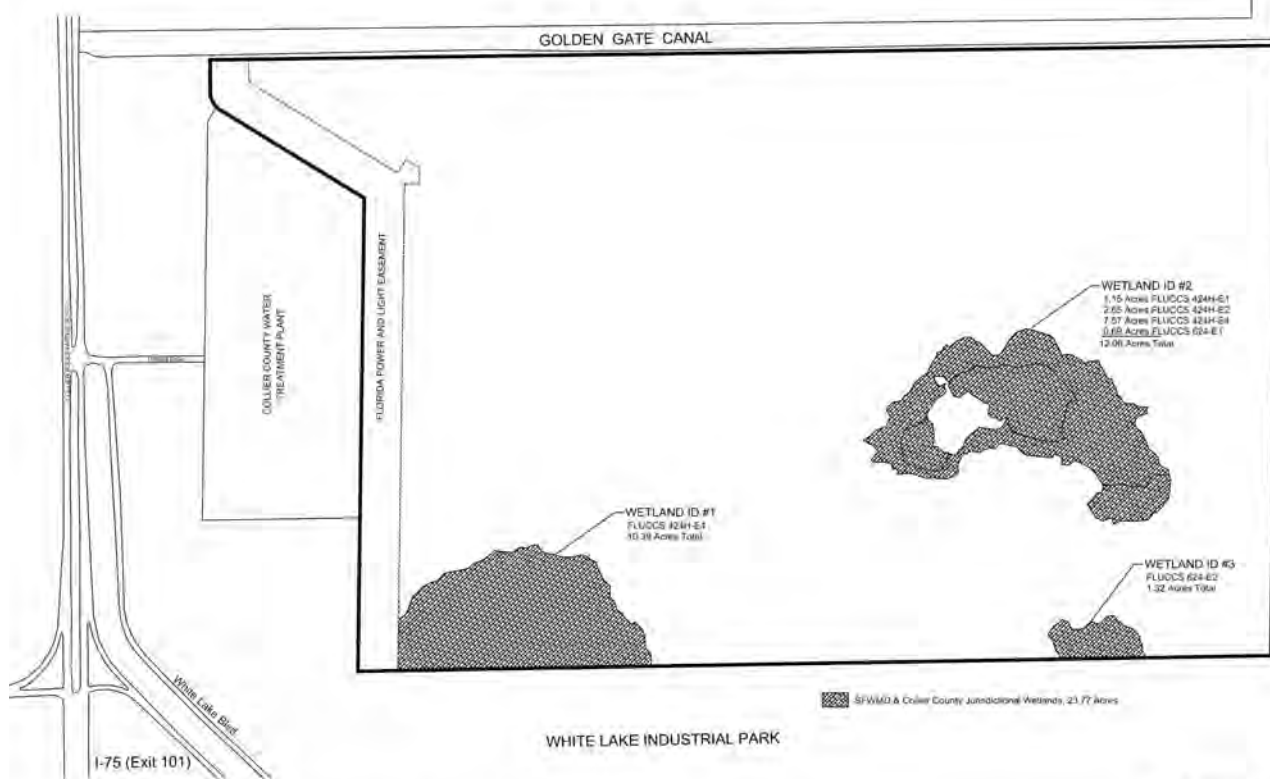 GOLDEN GATE CANAL
COLLIER COUNTY WATER
TREATMENT PLANT
FLORIDA POWER AND LIGHT EASEMENT
WETLAND ID #2
1.15 Acres FLUCCS 424H-E1
2.65 Acres FLUCCS 424H-E2
7.57 Acres FLUCCS 424H-E4
0.69 Acres FLUCCS 624-E1
12.06 Acres Total
WETLAND ID #1
FLUCCS 424H-E4
10.39 Acres Total
WETLAND ID #3
FLUCCS 624-E2
1.32 Acres Total
SFWMD & Collier County Jurisdictional Wetlands, 23.77 Acres
White Lake Blvd.
WHITE LAKE INDUSTRIAL PARK
I-75 (Exit 101)